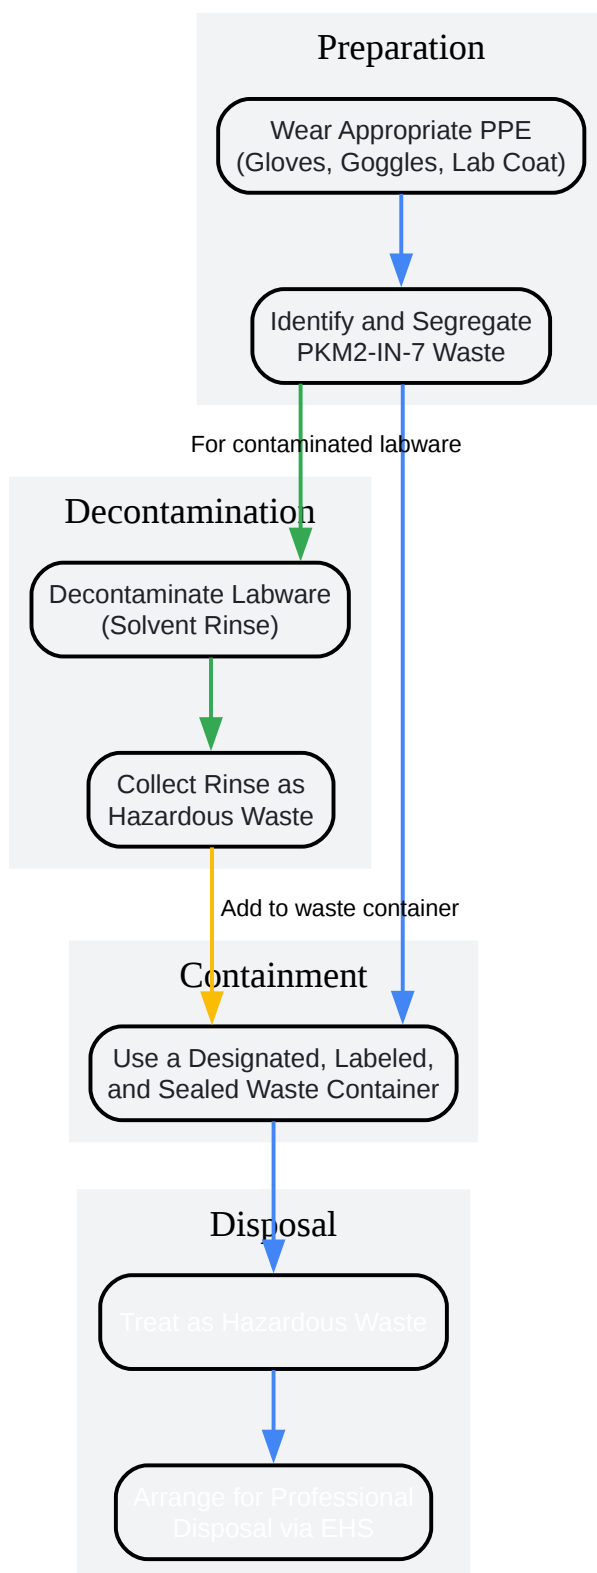 Preparation
Wear Appropriate PPE
(Gloves, Goggles, Lab Coat)
Identify and Segregate
PKM2-IN-7 Waste
For contaminated labware
Decontamination
Decontaminate Labware
(Solvent Rinse)
Collect Rinse as
Hazardous Waste
Add to waste container
Containment
Use a Designated, Labeled,
and Sealed Waste Container
Disposal
Treat as Hazardous Waste
Arrange for Professional
Disposal via EHS